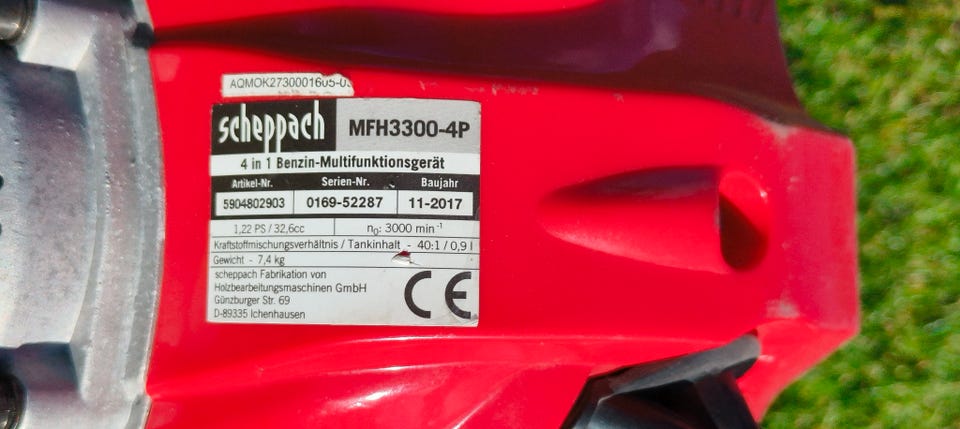 AQMOK2730001605-03
scheppach MFH3300-4P
4 in 1 Benzin-Multifunktionsgerät
Artikel-Nr. Serien-Nr. Baujahr
5904802903 0169-52287 11-2017
1,22 PS / 32,6cc n₀: 3000 min⁻¹
Kraftstoffmischungsverhältnis / Tankinhalt - 40:1 / 0,9 l
Gewicht - 7,4 kg
scheppach Fabrikation von
Holzbearbeitungsmaschinen GmbH
Günzburger Str. 69
D-89335 Ichenhausen
CE